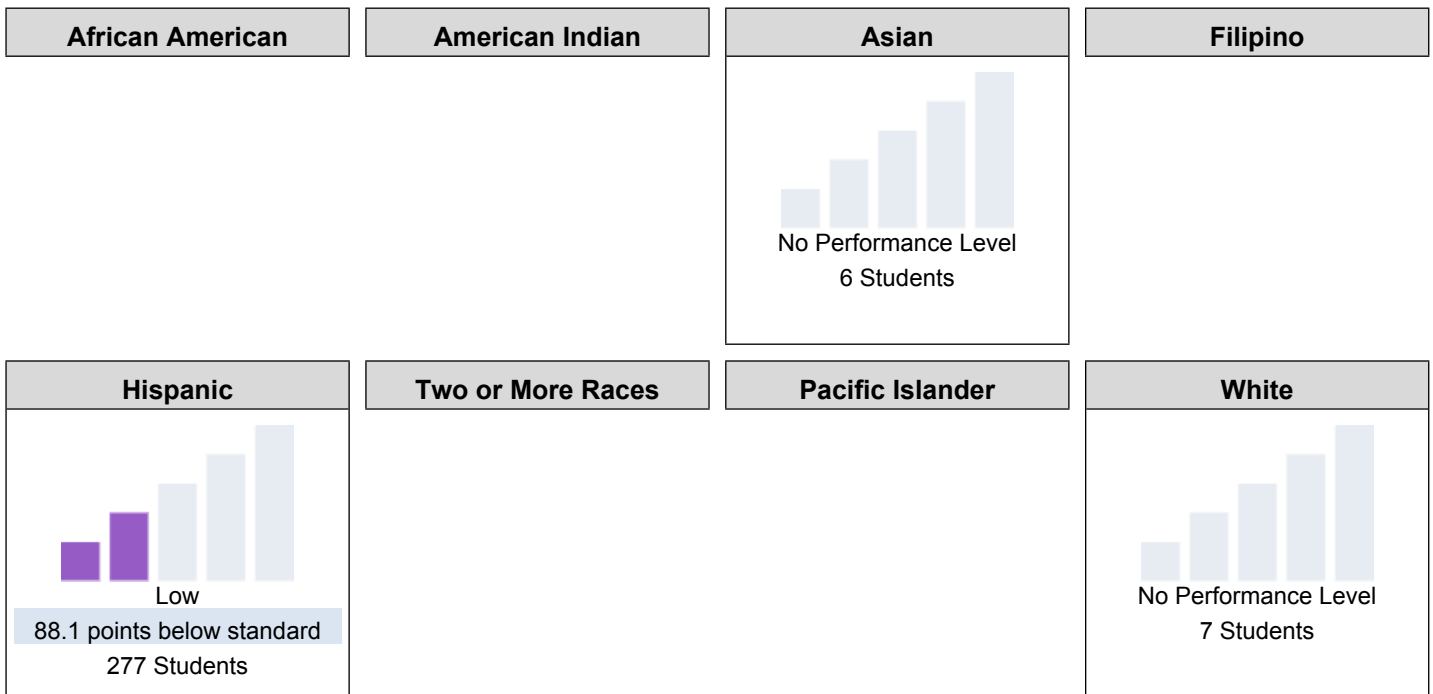 African American
American Indian
Asian
Filipino
No Performance Level
6 Students
Hispanic
Two or More Races
Pacific Islander
White
Low
88.1 points below standard
277 Students
No Performance Level
7 Students